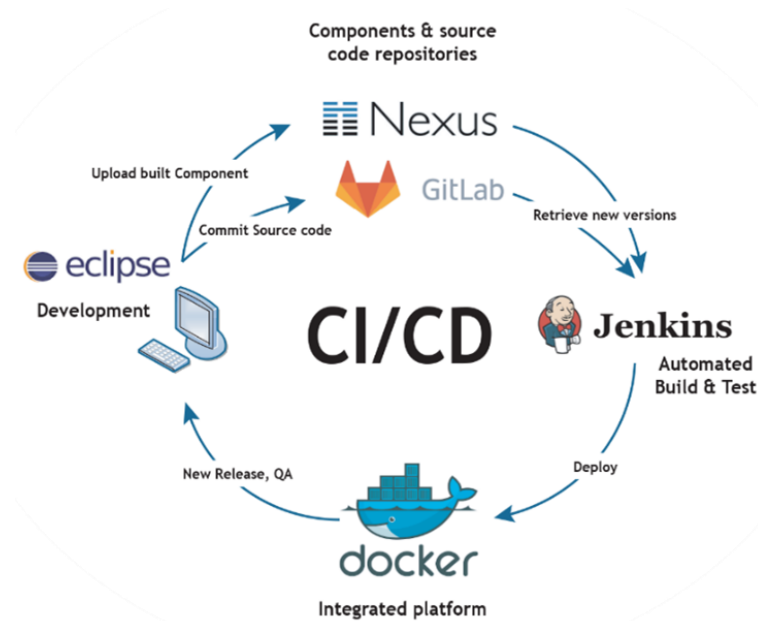 Components & source
code repositories
Nexus
Upload built Component
GitLab
Commit Source code
Retrieve new versions
eclipse
Development
CI/CD
Jenkins
Automated
Build & Test
New Release, QA
Deploy
docker
Integrated platform